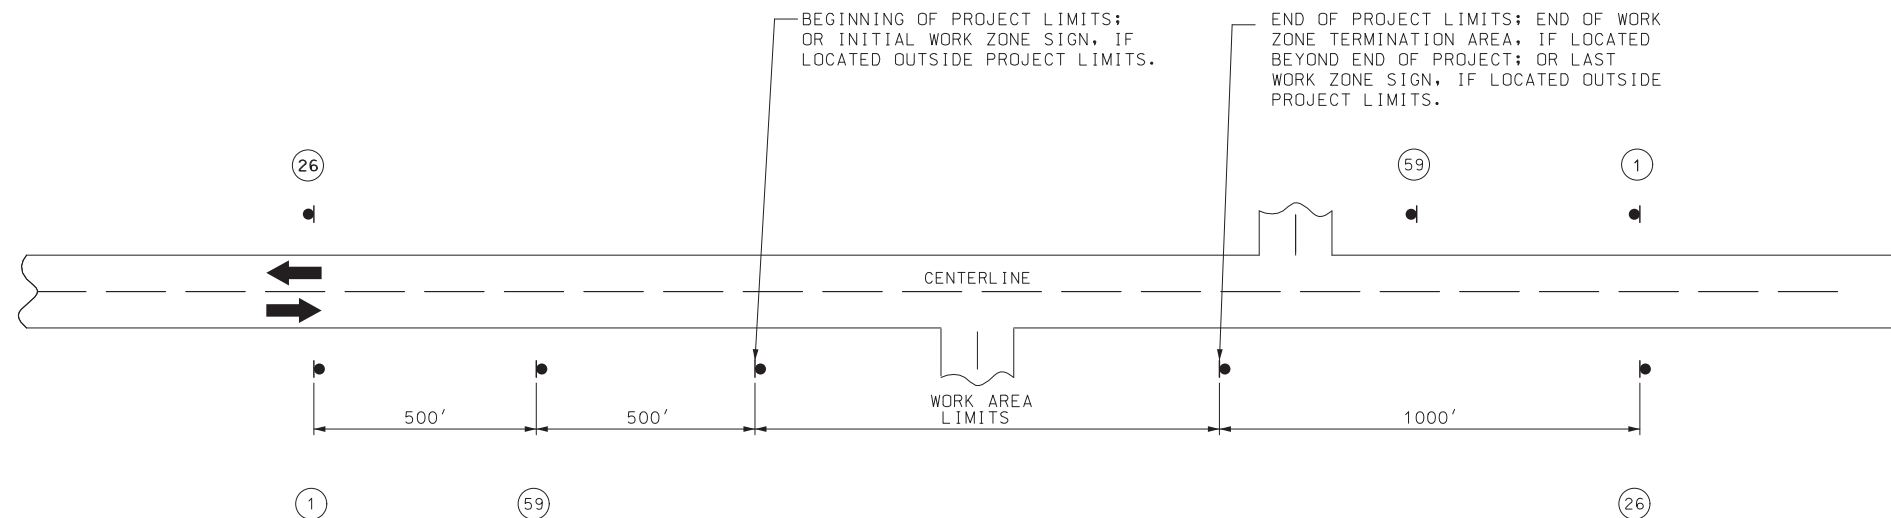 BEGINNING OF PROJECT LIMITS;
OR INITIAL WORK ZONE SIGN, IF
LOCATED OUTSIDE PROJECT LIMITS.
END OF PROJECT LIMITS; END OF WORK
ZONE TERMINATION AREA, IF LOCATED
BEYOND END OF PROJECT; OR LAST
WORK ZONE SIGN, IF LOCATED OUTSIDE
PROJECT LIMITS.
26
59
1
CENTERLINE
WORK AREA
LIMITS
500'
500'
1000'
1
59
26